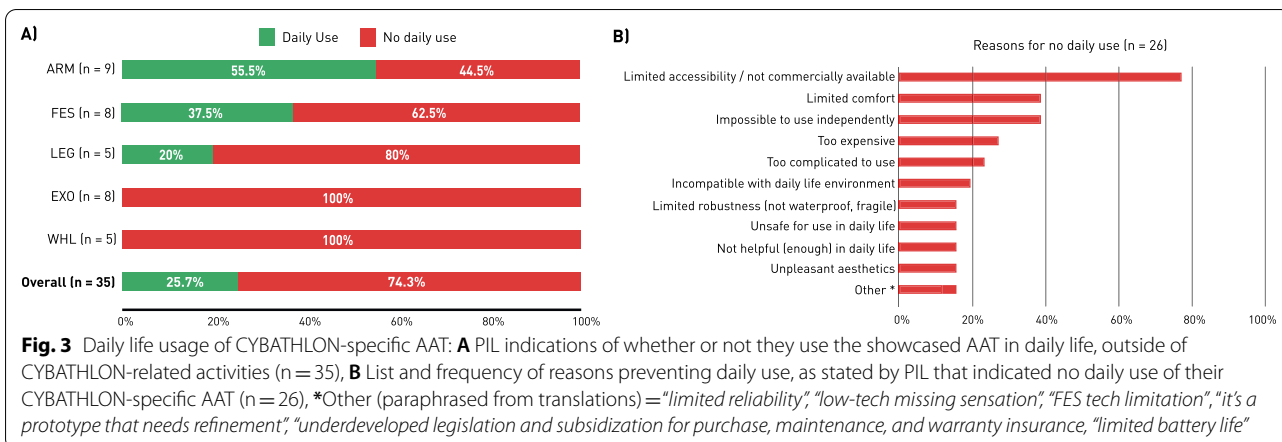 A)
Daily Use No daily use
ARM (n = 9) 55.5% 44.5%
FES (n = 8) 37.5% 62.5%
LEG (n = 5) 20% 80%
EXO (n = 8) 100%
WHL (n = 5) 100%
Overall (n = 35) 25.7% 74.3%
0% 20% 40% 60% 80% 100%
B)
Reasons for no daily use (n = 26)
Limited accessibility / not commercially available
Limited comfort
Impossible to use independently
Too expensive
Too complicated to use
Incompatible with daily life environment
Limited robustness (not waterproof, fragile)
Unsafe for use in daily life
Not helpful (enough) in daily life
Unpleasant aesthetics
Other *
0% 20% 40% 60% 80% 100%
Fig. 3 Daily life usage of CYBATHLON-specific AAT: A PIL indications of whether or not they use the showcased AAT in daily life, outside of
CYBATHLON-related activities (n = 35), B List and frequency of reasons preventing daily use, as stated by PIL that indicated no daily use of their
CYBATHLON-specific AAT (n = 26), *Other (paraphrased from translations) = “limited reliability”, “low-tech missing sensation”, “FES tech limitation”, “it’s a
prototype that needs refinement”, “underdeveloped legislation and subsidization for purchase, maintenance, and warranty insurance, “limited battery life”